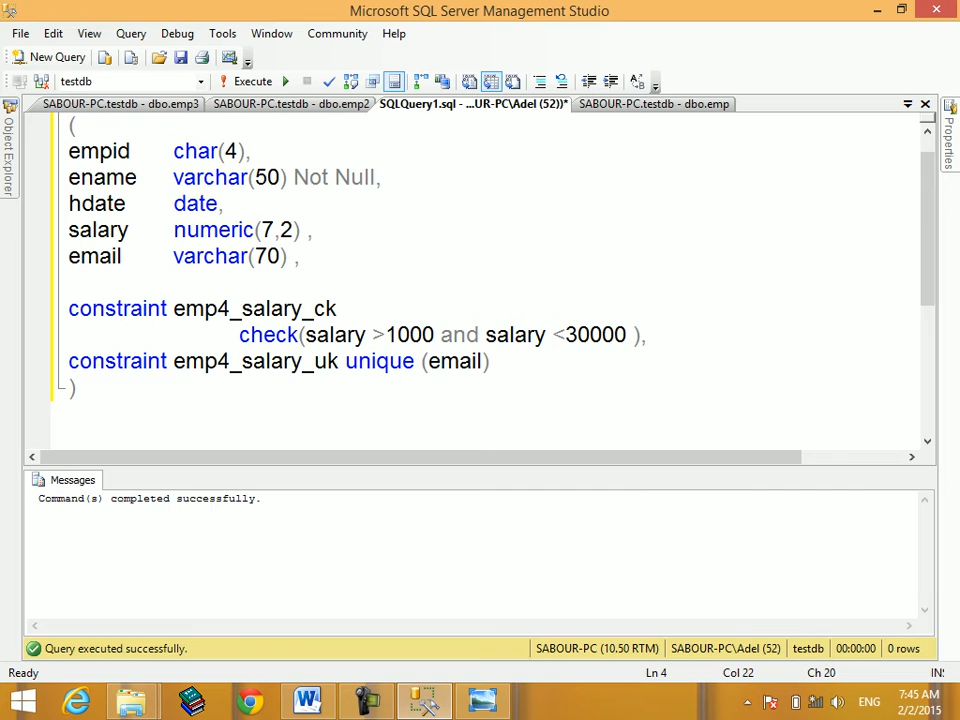 Microsoft SQL Server Management Studio
File Edit View Query Debug Tools Window Community Help
New Query
testdb Execute
SABOUR-PC.testdb - dbo.emp3 SABOUR-PC.testdb - dbo.emp2 SQLQuery1.sql - ...UR-PC\Adel (52))* SABOUR-PC.testdb - dbo.emp
Object Explorer
Properties
(
empid char(4),
ename varchar(50) Not Null,
hdate date,
salary numeric(7,2) ,
email varchar(70) ,
constraint emp4_salary_ck
check(salary >1000 and salary <30000 ),
constraint emp4_salary_uk unique (email)
)
Messages
Command(s) completed successfully.
Query executed successfully. SABOUR-PC (10.50 RTM) SABOUR-PC\Adel (52) testdb 00:00:00 0 rows
Ready Ln 4 Col 22 Ch 20 INS
ENG 7:45 AM
2/2/2015